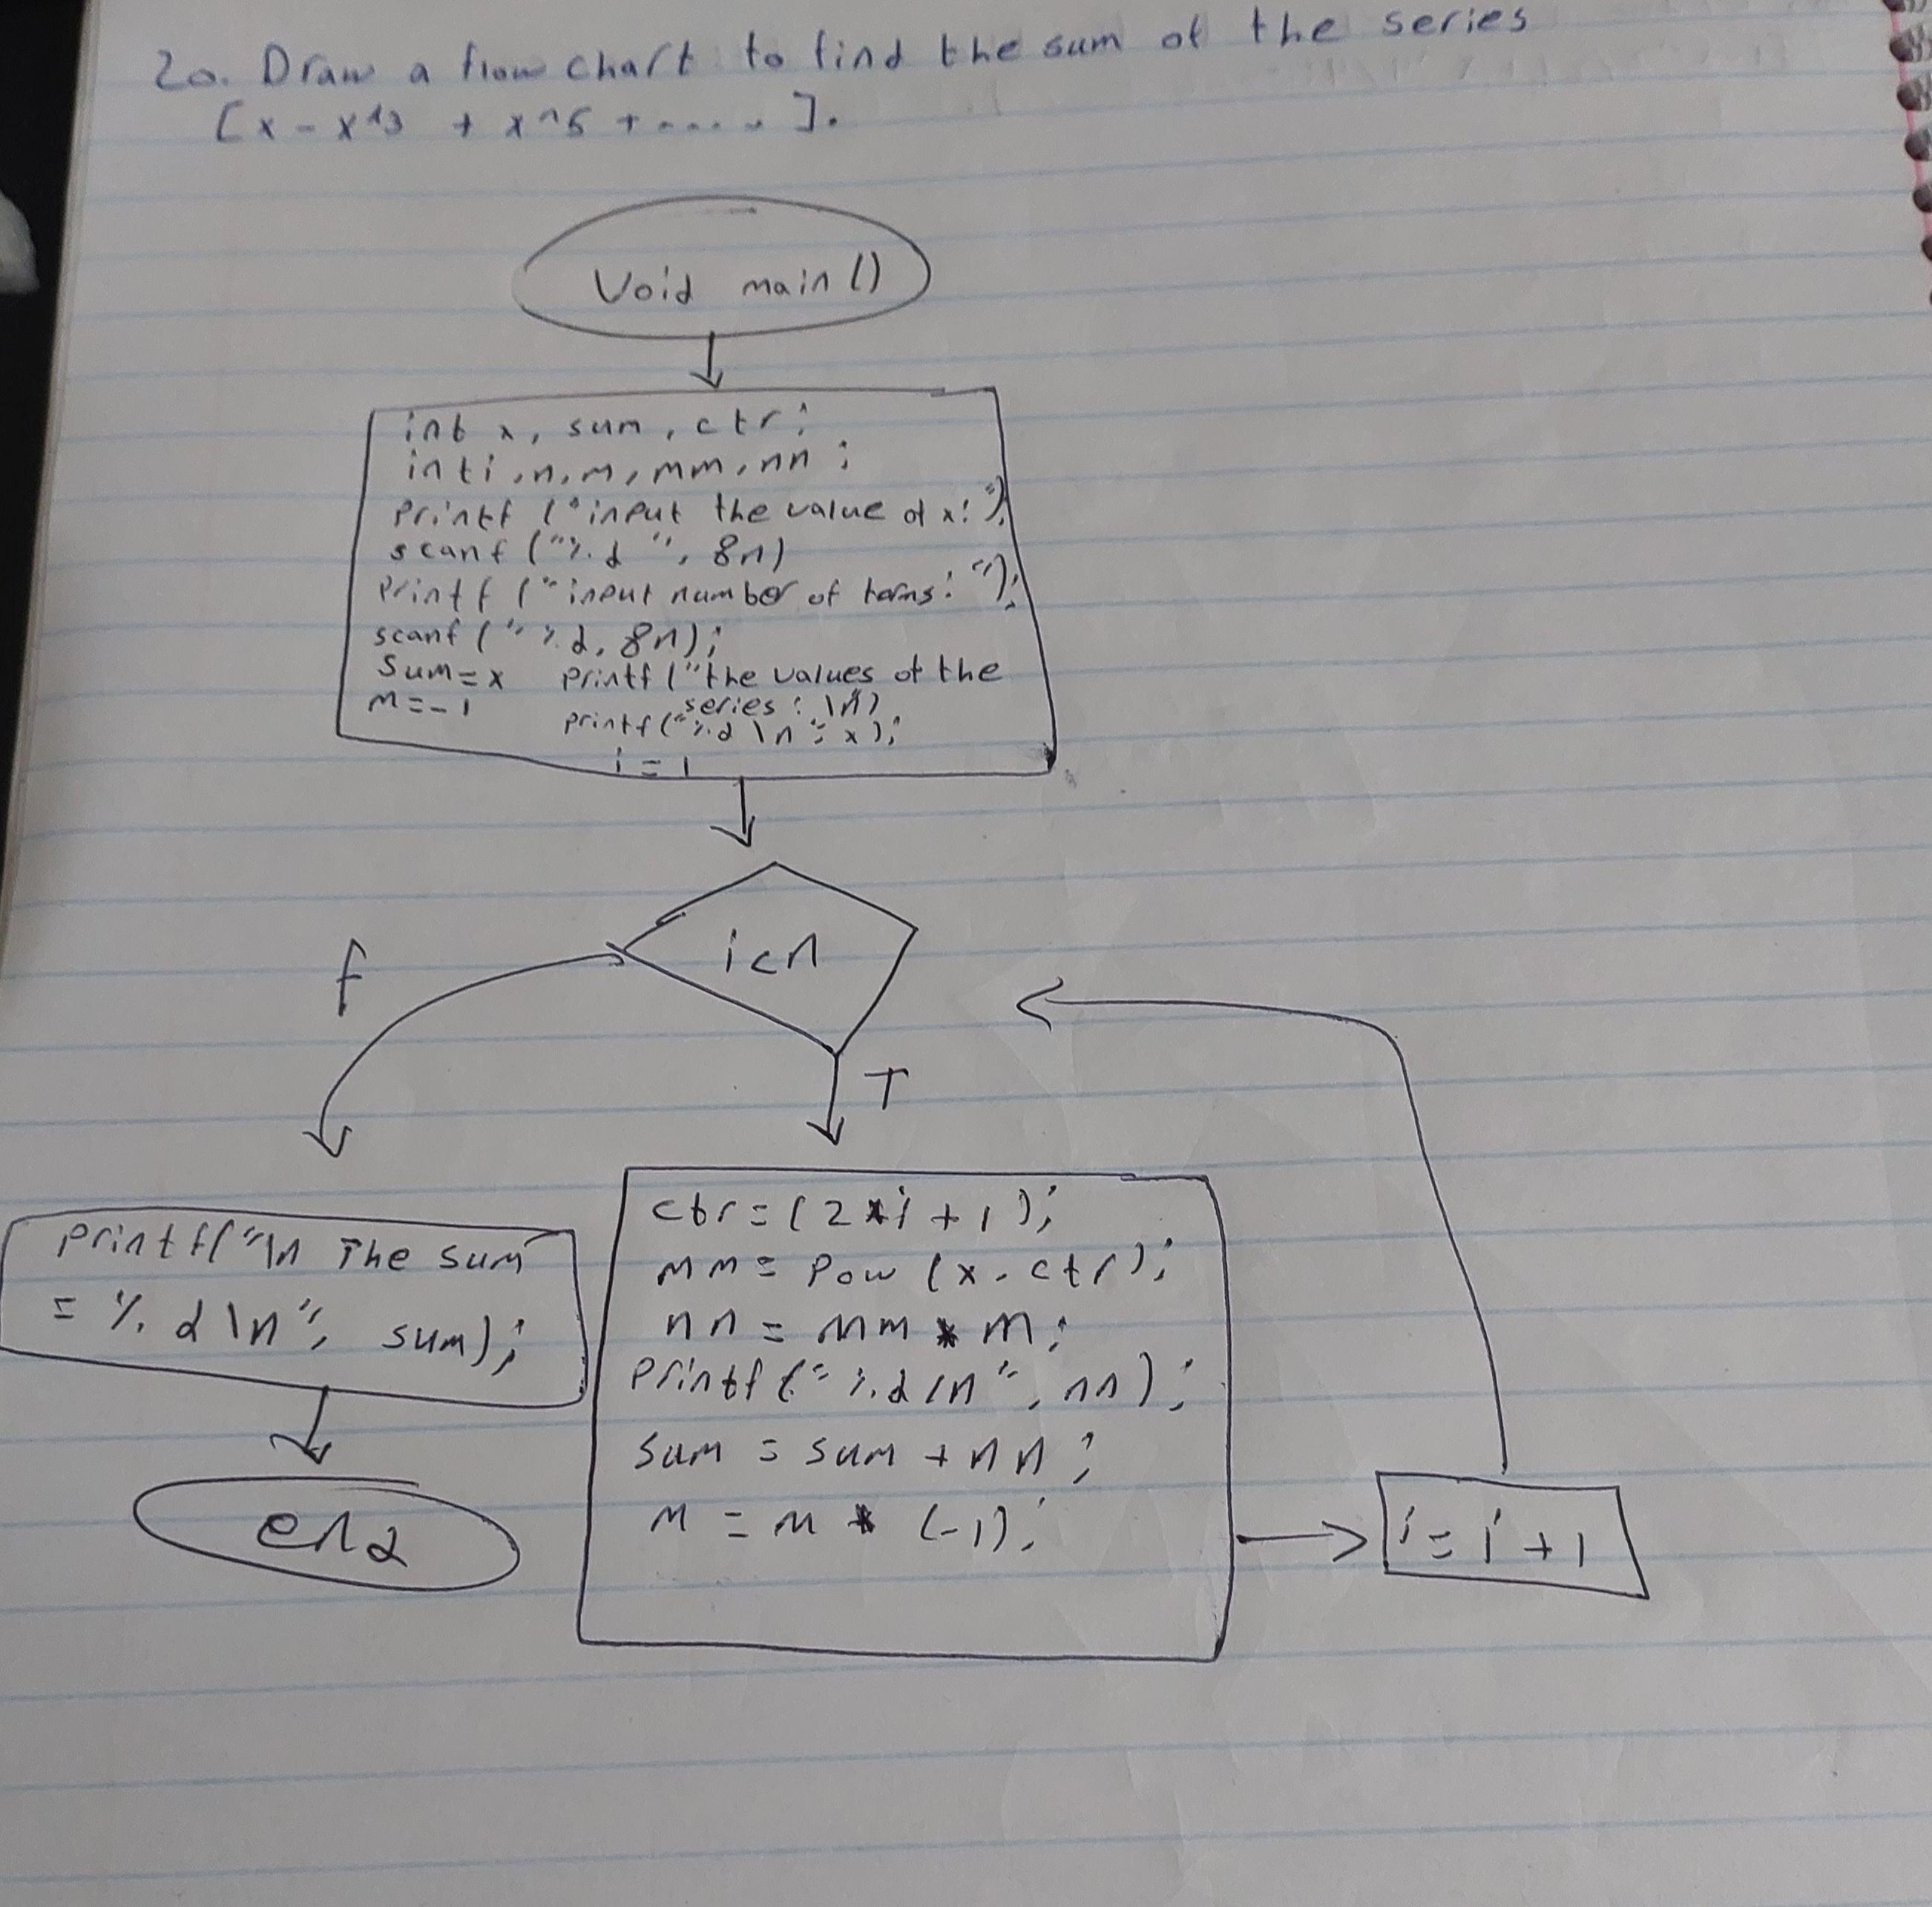 20. Draw a flow chart to find the sum of the series
[x - x^3 + x^5 + ..... ].
Void main()
int x, sum, ctr;
int i, n, m, mm, nn;
Printf ("input the value of x: ");
scanf ("%d ", 8n)
Printf ("input number of terms: ");
scanf (" %d, 8n);
Sum=x printf ("the values of the
series: \n")
m=-1
printf("%d \n", x);
i = 1
i<n
f
T
printf("\n The sum
= %d \n", sum);
end
ctr = (2*i + 1);
mm = Pow (x, ctr);
nn = mm * m;
printf (" %d /n", nn);
sum = sum + nn;
m = m * (-1);
i = i + 1